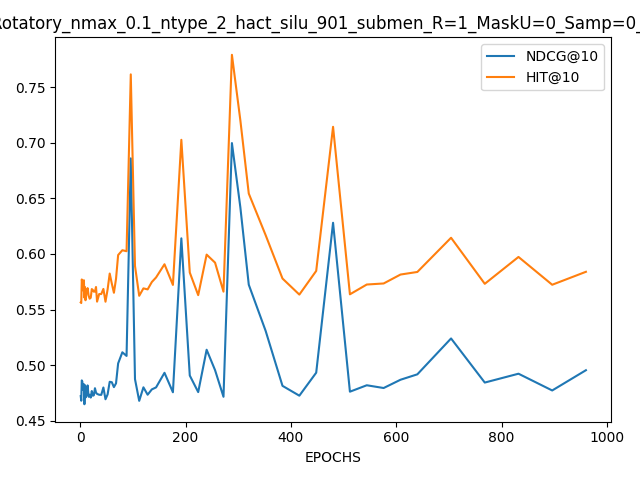 Rotatory_nmax_0.1_ntype_2_hact_silu_901_submen_R=1_MaskU=0_Samp=0_
NDCG@10
HIT@10
0.75
0.70
0.65
0.60
0.55
0.50
0.45
0 200 400 600 800 1000
EPOCHS